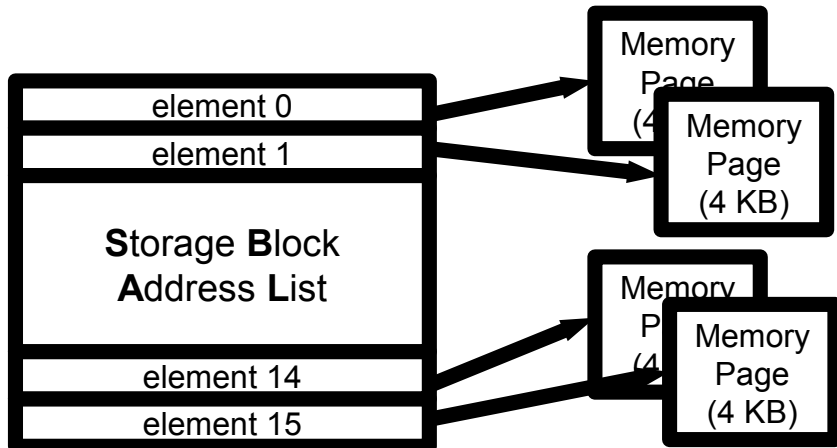 element 0
element 1
Storage Block
Address List
element 14
element 15
Memory
Page
(4
Memory
Page
(4 KB)
Memory
Memory
Page
(4 KB)